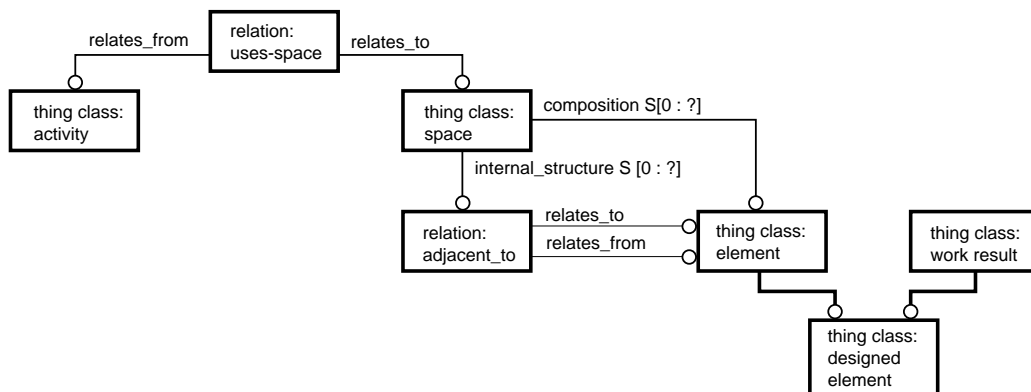 relation:
uses-space
relates_from
relates_to
thing class:
activity
thing class:
space
composition S[0 : ?]
internal_structure S [0 : ?]
relation:
adjacent_to
relates_to
relates_from
thing class:
element
thing class:
work result
thing class:
designed
element